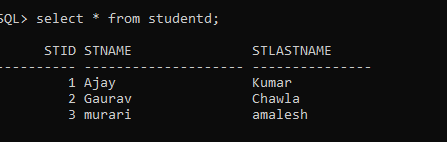 SQL> select * from studentd;
STID STNAME STLASTNAME
---------- -------------------- ---------------
1 Ajay Kumar
2 Gaurav Chawla
3 murari amalesh